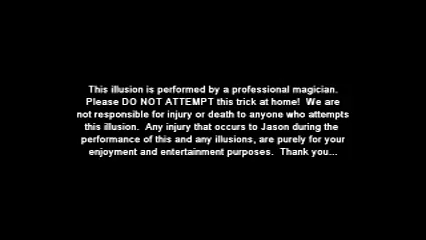 This illusion is performed by a professional magician.
Please DO NOT ATTEMPT this trick at home!  We are
not responsible for injury or death to anyone who attempts
this illusion.  Any injury that occurs to Jason during the
performance of this and any illusions, are purely for your
enjoyment and entertainment purposes.  Thank you...